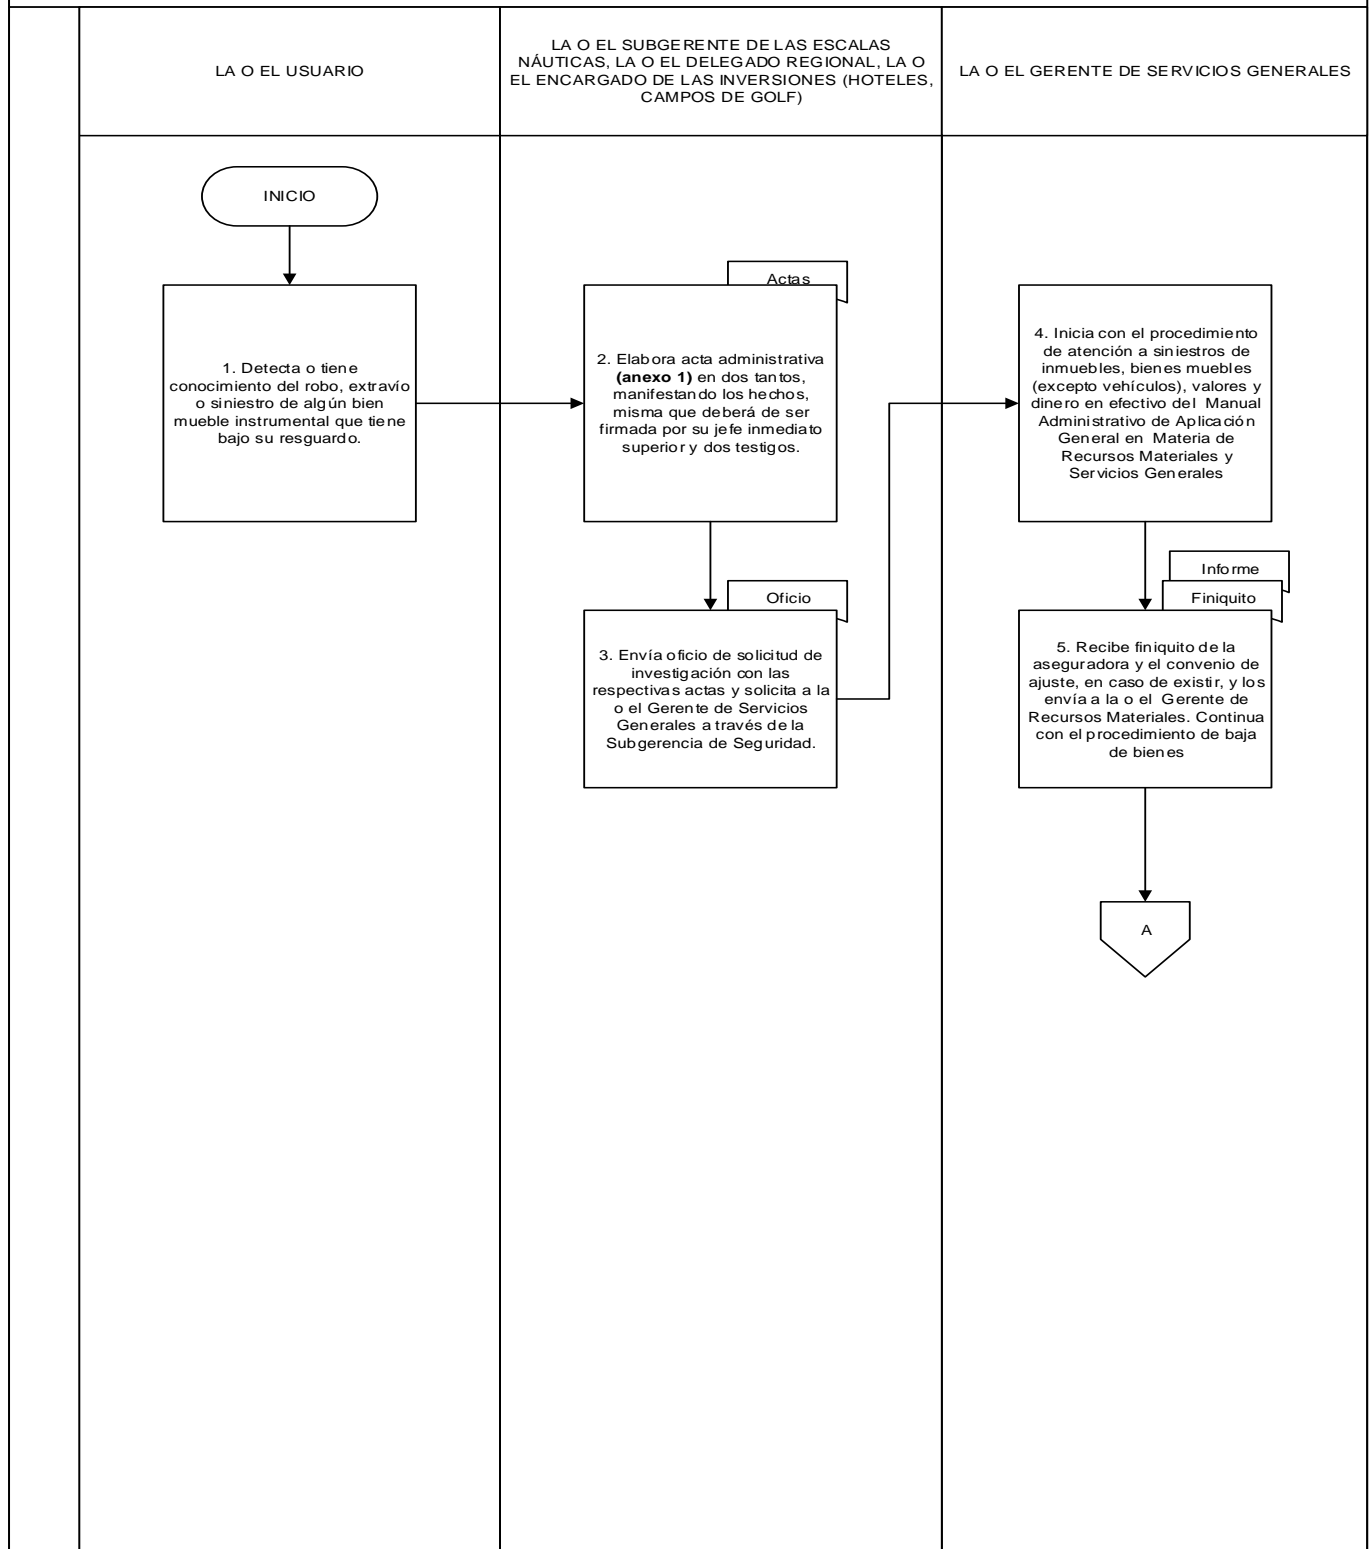 LA O EL USUARIO
LA O EL SUBGERENTE DE LAS ESCALAS
NÁUTICAS, LA O EL DELEGADO REGIONAL, LA O
EL ENCARGADO DE LAS INVERSIONES (HOTELES,
CAMPOS DE GOLF)
LA O EL GERENTE DE SERVICIOS GENERALES
INICIO
1. Detecta o tiene
conocimiento del robo, extravío
o siniestro de algún bien
mueble instrumental que tiene
bajo su resguardo.
Actas
2. Elabora acta administrativa
(anexo 1) en dos tantos,
manifestando los hechos,
misma que deberá de ser
firmada por su jefe inmediato
superior y dos testigos.
Oficio
3. Envía oficio de solicitud de
investigación con las
respectivas actas y solicita a la
o el Gerente de Servicios
Generales a través de la
Subgerencia de Seguridad.
4. Inicia con el procedimiento
de atención a siniestros de
inmuebles, bienes muebles
(excepto vehículos), valores y
dinero en efectivo del Manual
Administrativo de Aplicación
General en Materia de
Recursos Materiales y
Servicios Generales
Informe
Finiquito
5. Recibe finiquito de la
aseguradora y el convenio de
ajuste, en caso de existir, y los
envía a la o el Gerente de
Recursos Materiales. Continua
con el procedimiento de baja
de bienes
A